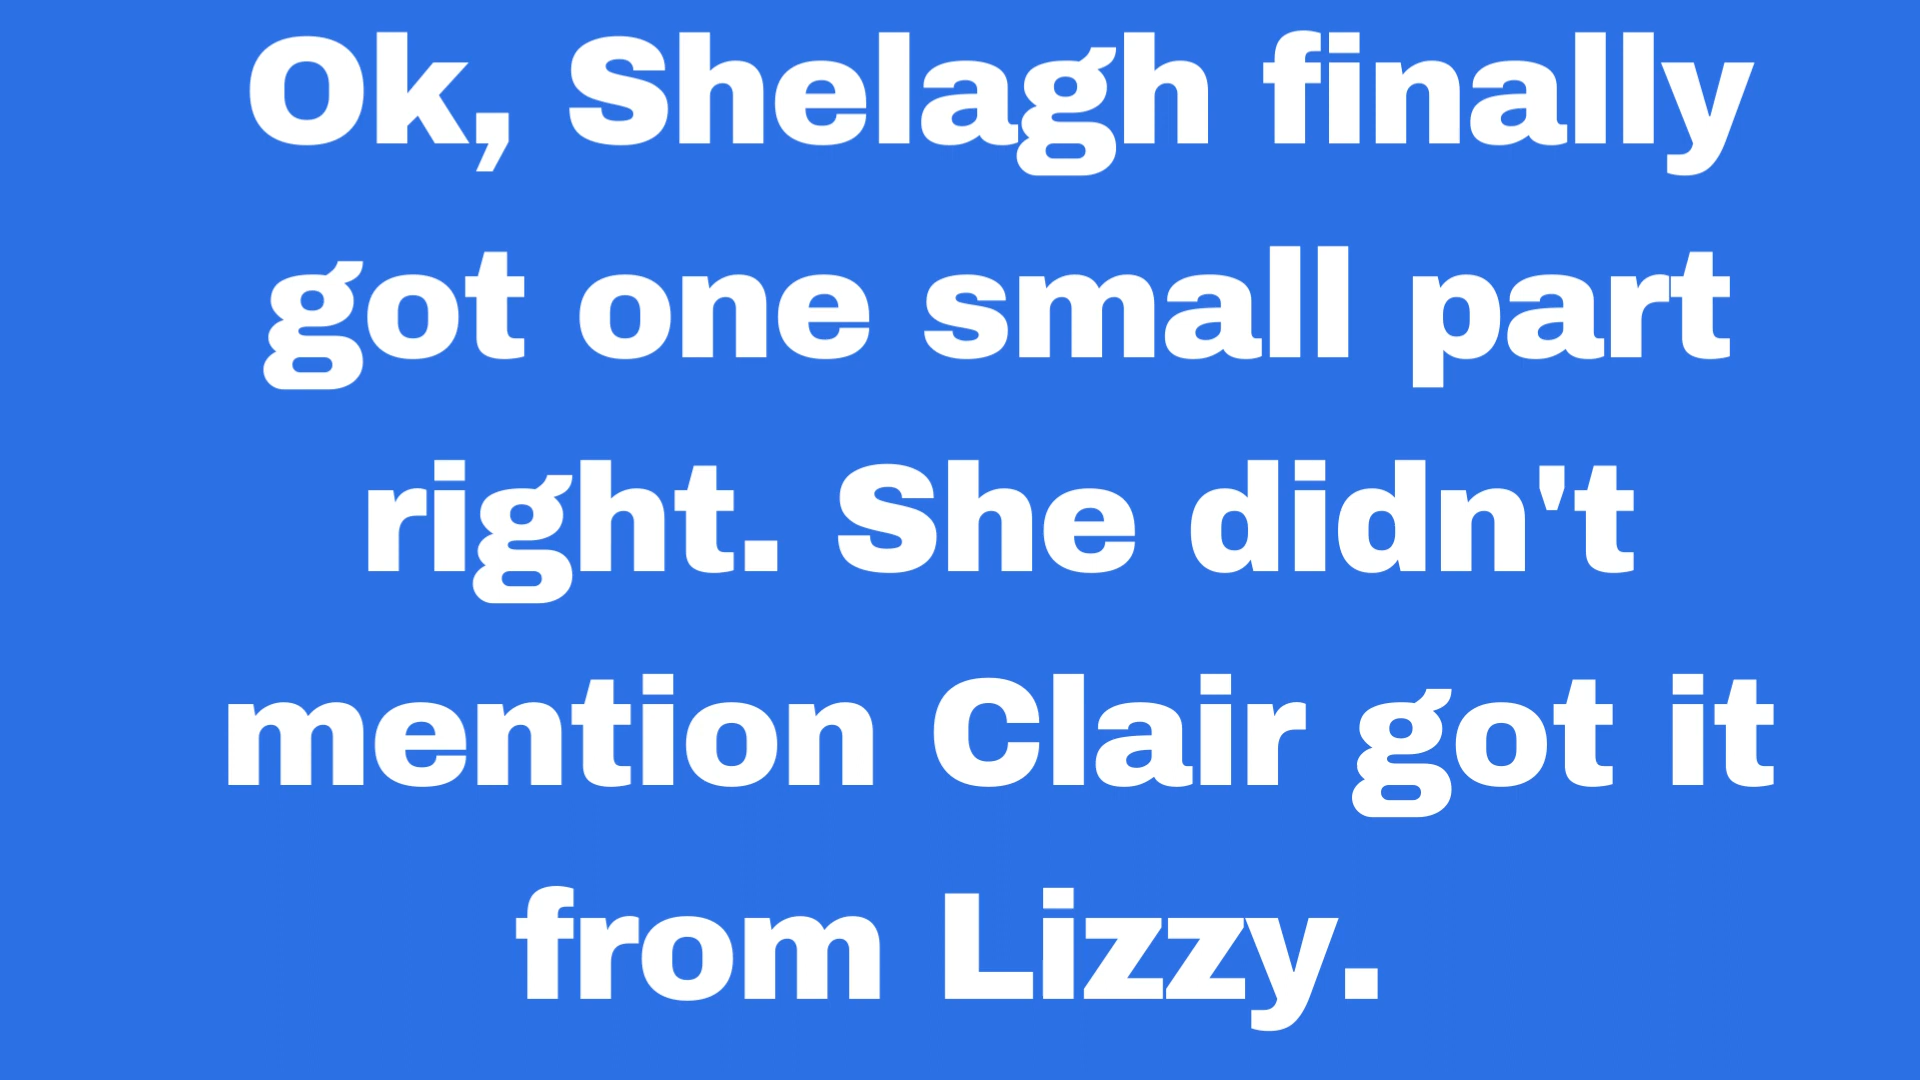 Ok, Shelagh finally
got one small part
right. She didn't
mention Clair got it
from Lizzy.